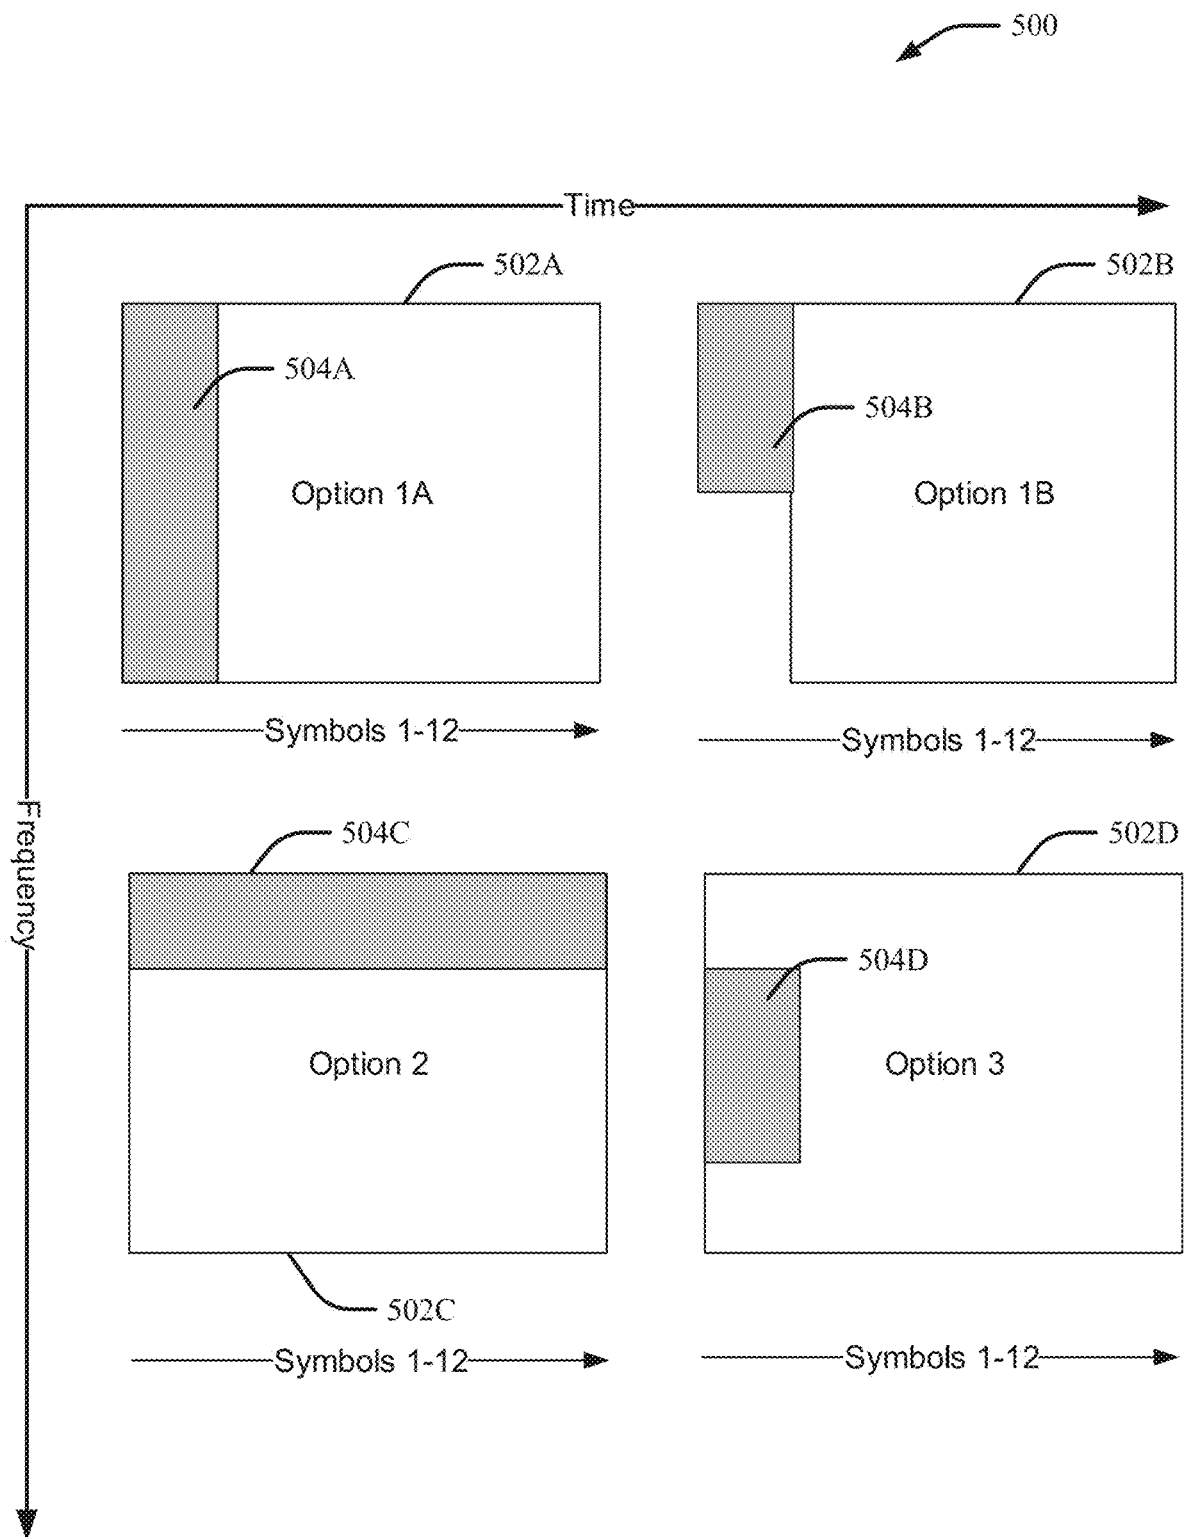 500
Time
502A
502B
504A
504B
Option 1A
Option 1B
Symbols 1-12
Symbols 1-12
Frequency
504C
502D
504D
Option 2
Option 3
502C
Symbols 1-12
Symbols 1-12